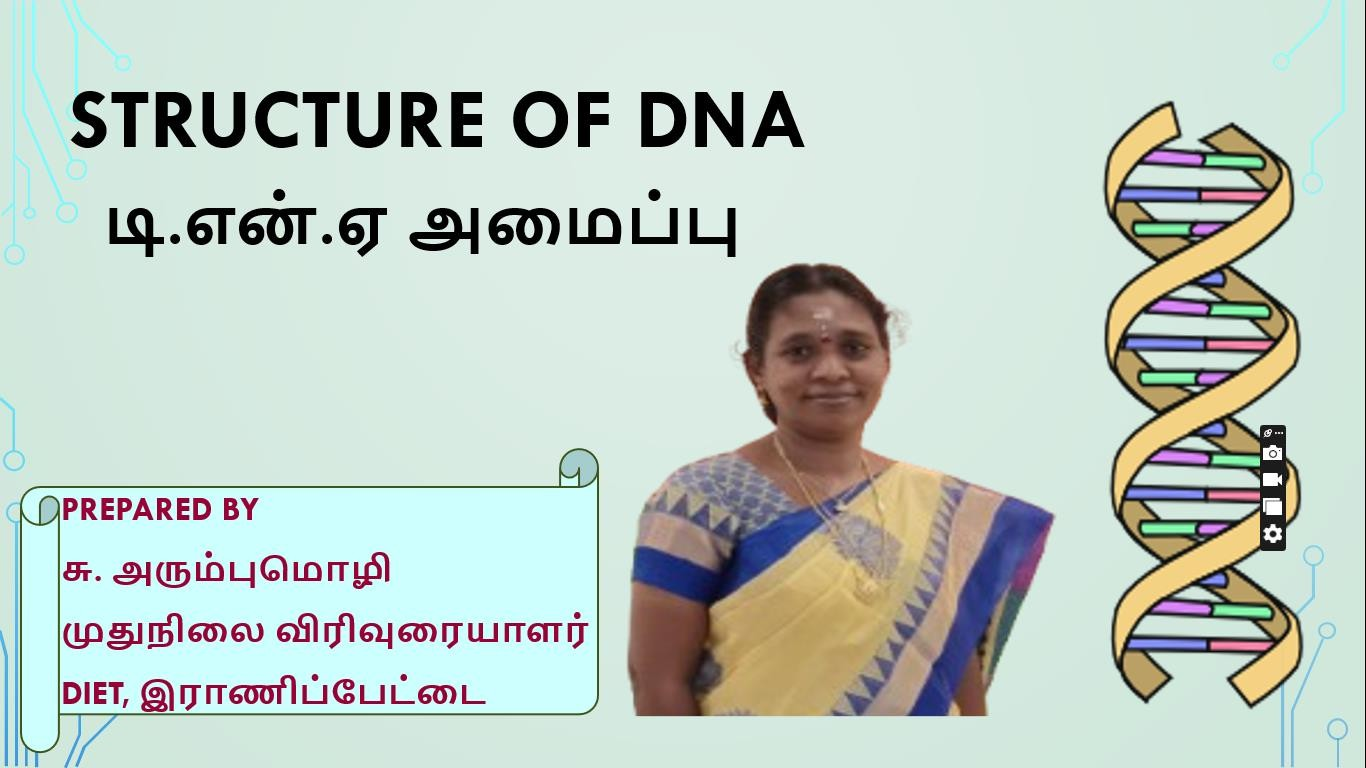 STRUCTURE OF DNA
டி.என்.ஏ அமைப்பு
PREPARED BY
சு. அரும்புமொழி
முதுநிலை விரிவுரையாளர்
DIET, இராணிப்பேட்டை